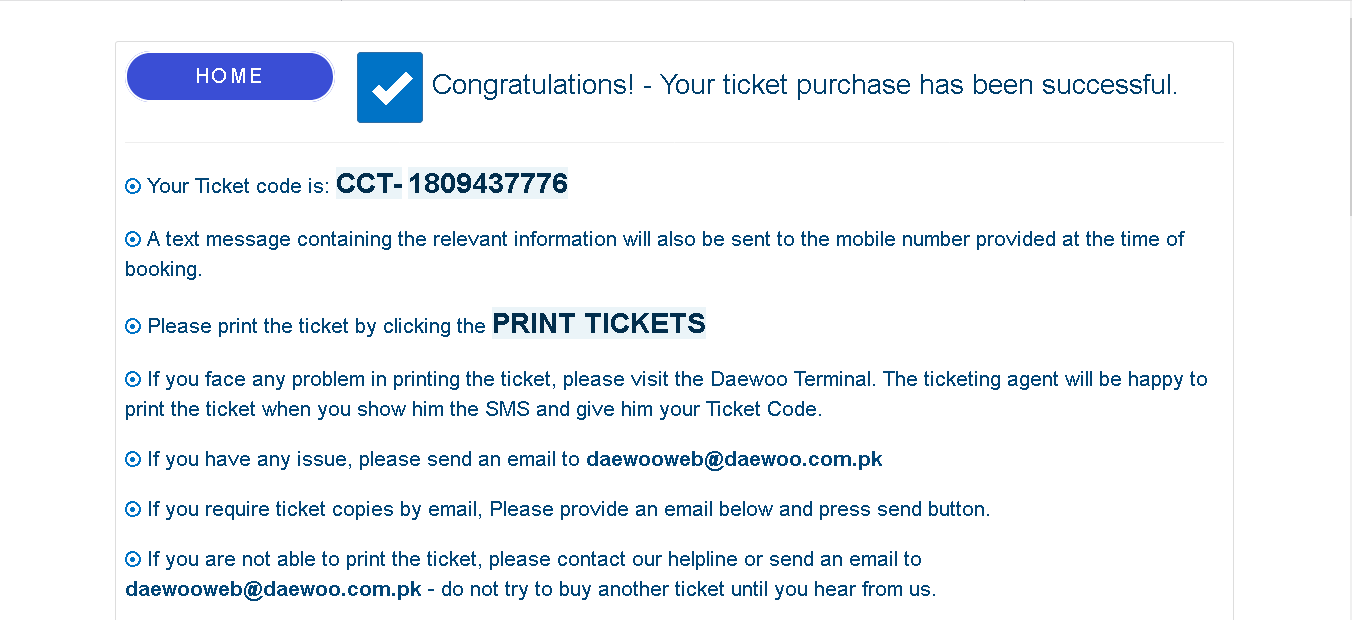 HOME
Congratulations! - Your ticket purchase has been successful.
Your Ticket code is: CCT- 1809437776
A text message containing the relevant information will also be sent to the mobile number provided at the time of
booking.
Please print the ticket by clicking the PRINT TICKETS
If you face any problem in printing the ticket, please visit the Daewoo Terminal. The ticketing agent will be happy to
print the ticket when you show him the SMS and give him your Ticket Code.
If you have any issue, please send an email to daewooweb@daewoo.com.pk
If you require ticket copies by email, Please provide an email below and press send button.
If you are not able to print the ticket, please contact our helpline or send an email to
daewooweb@daewoo.com.pk - do not try to buy another ticket until you hear from us.